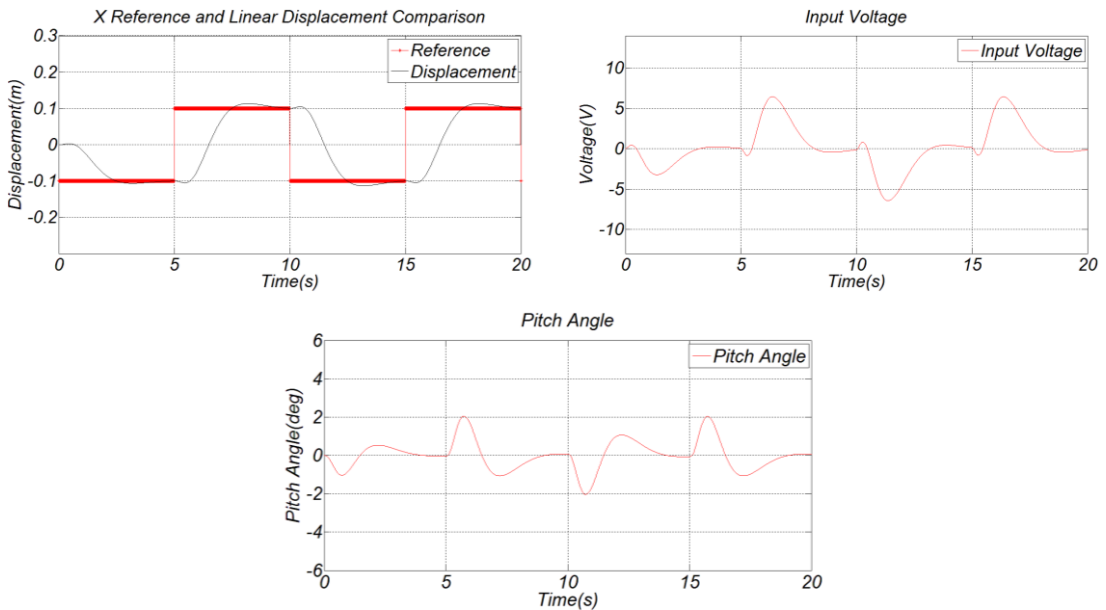 X Reference and Linear Displacement Comparison
Displacement(m)
0.3
0.2
0.1
0
-0.1
-0.2
Reference
Displacement
0 5 10 15 20
Time(s)
Input Voltage
Voltage(V)
10
5
0
-5
-10
Input Voltage
0 5 10 15 20
Time(s)
Pitch Angle
Pitch Angle(deg)
6
4
2
0
-2
-4
-6
Pitch Angle
0 5 10 15 20
Time(s)